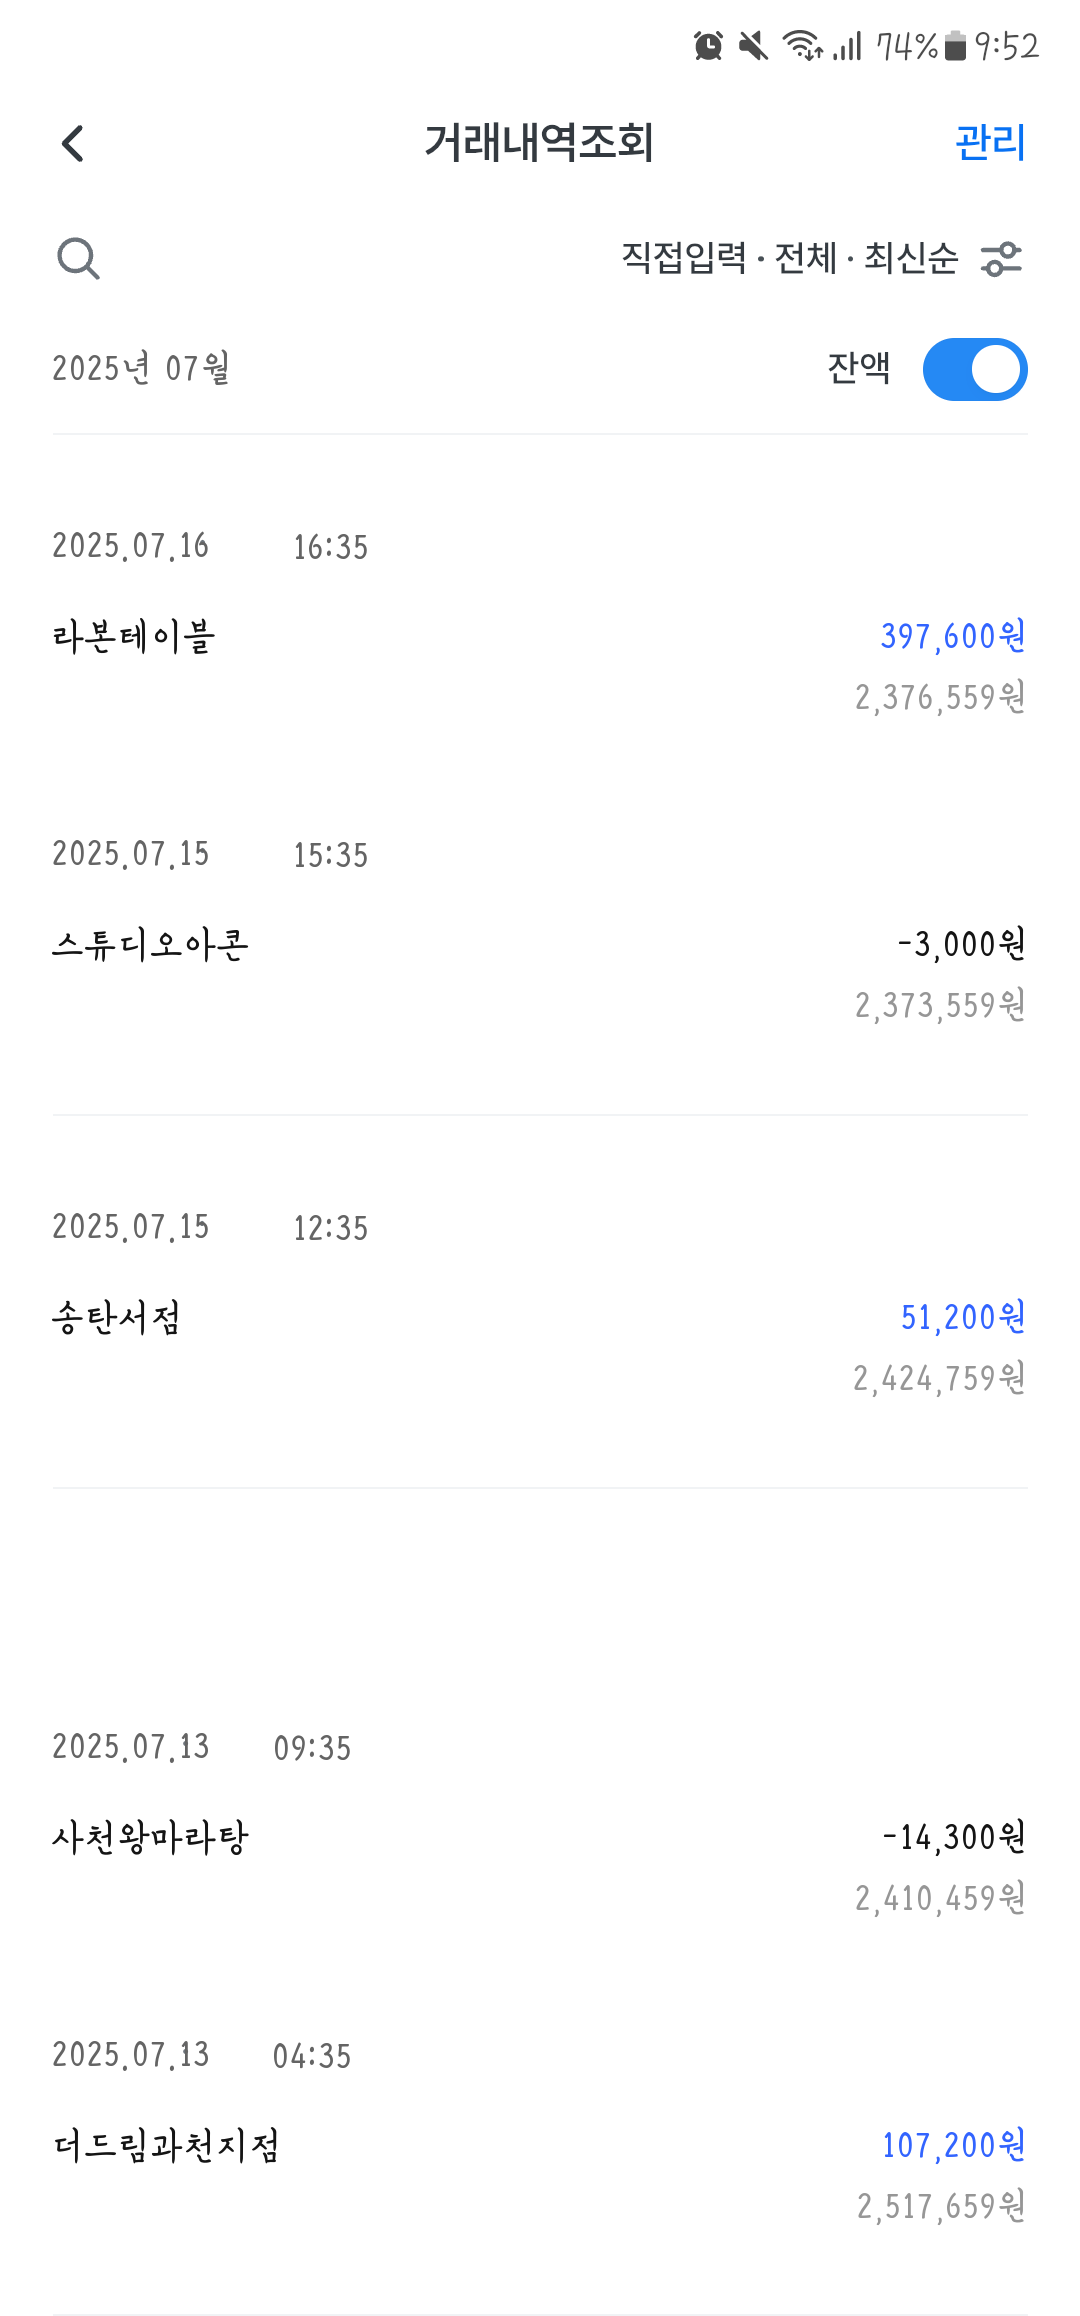 74% 9:52
거래내역조회 관리
직접입력 · 전체 · 최신순
2025년 07월 잔액
2025.07.16 16:35
라본테이블 397,600원
2,376,559원
2025.07.15 15:35
스튜디오아콘 -3,000원
2,373,559원
2025.07.15 12:35
송탄서점 51,200원
2,424,759원
2025.07.13 09:35
사천왕마라탕 -14,300원
2,410,459원
2025.07.13 04:35
더드림과천지점 107,200원
2,517,659원